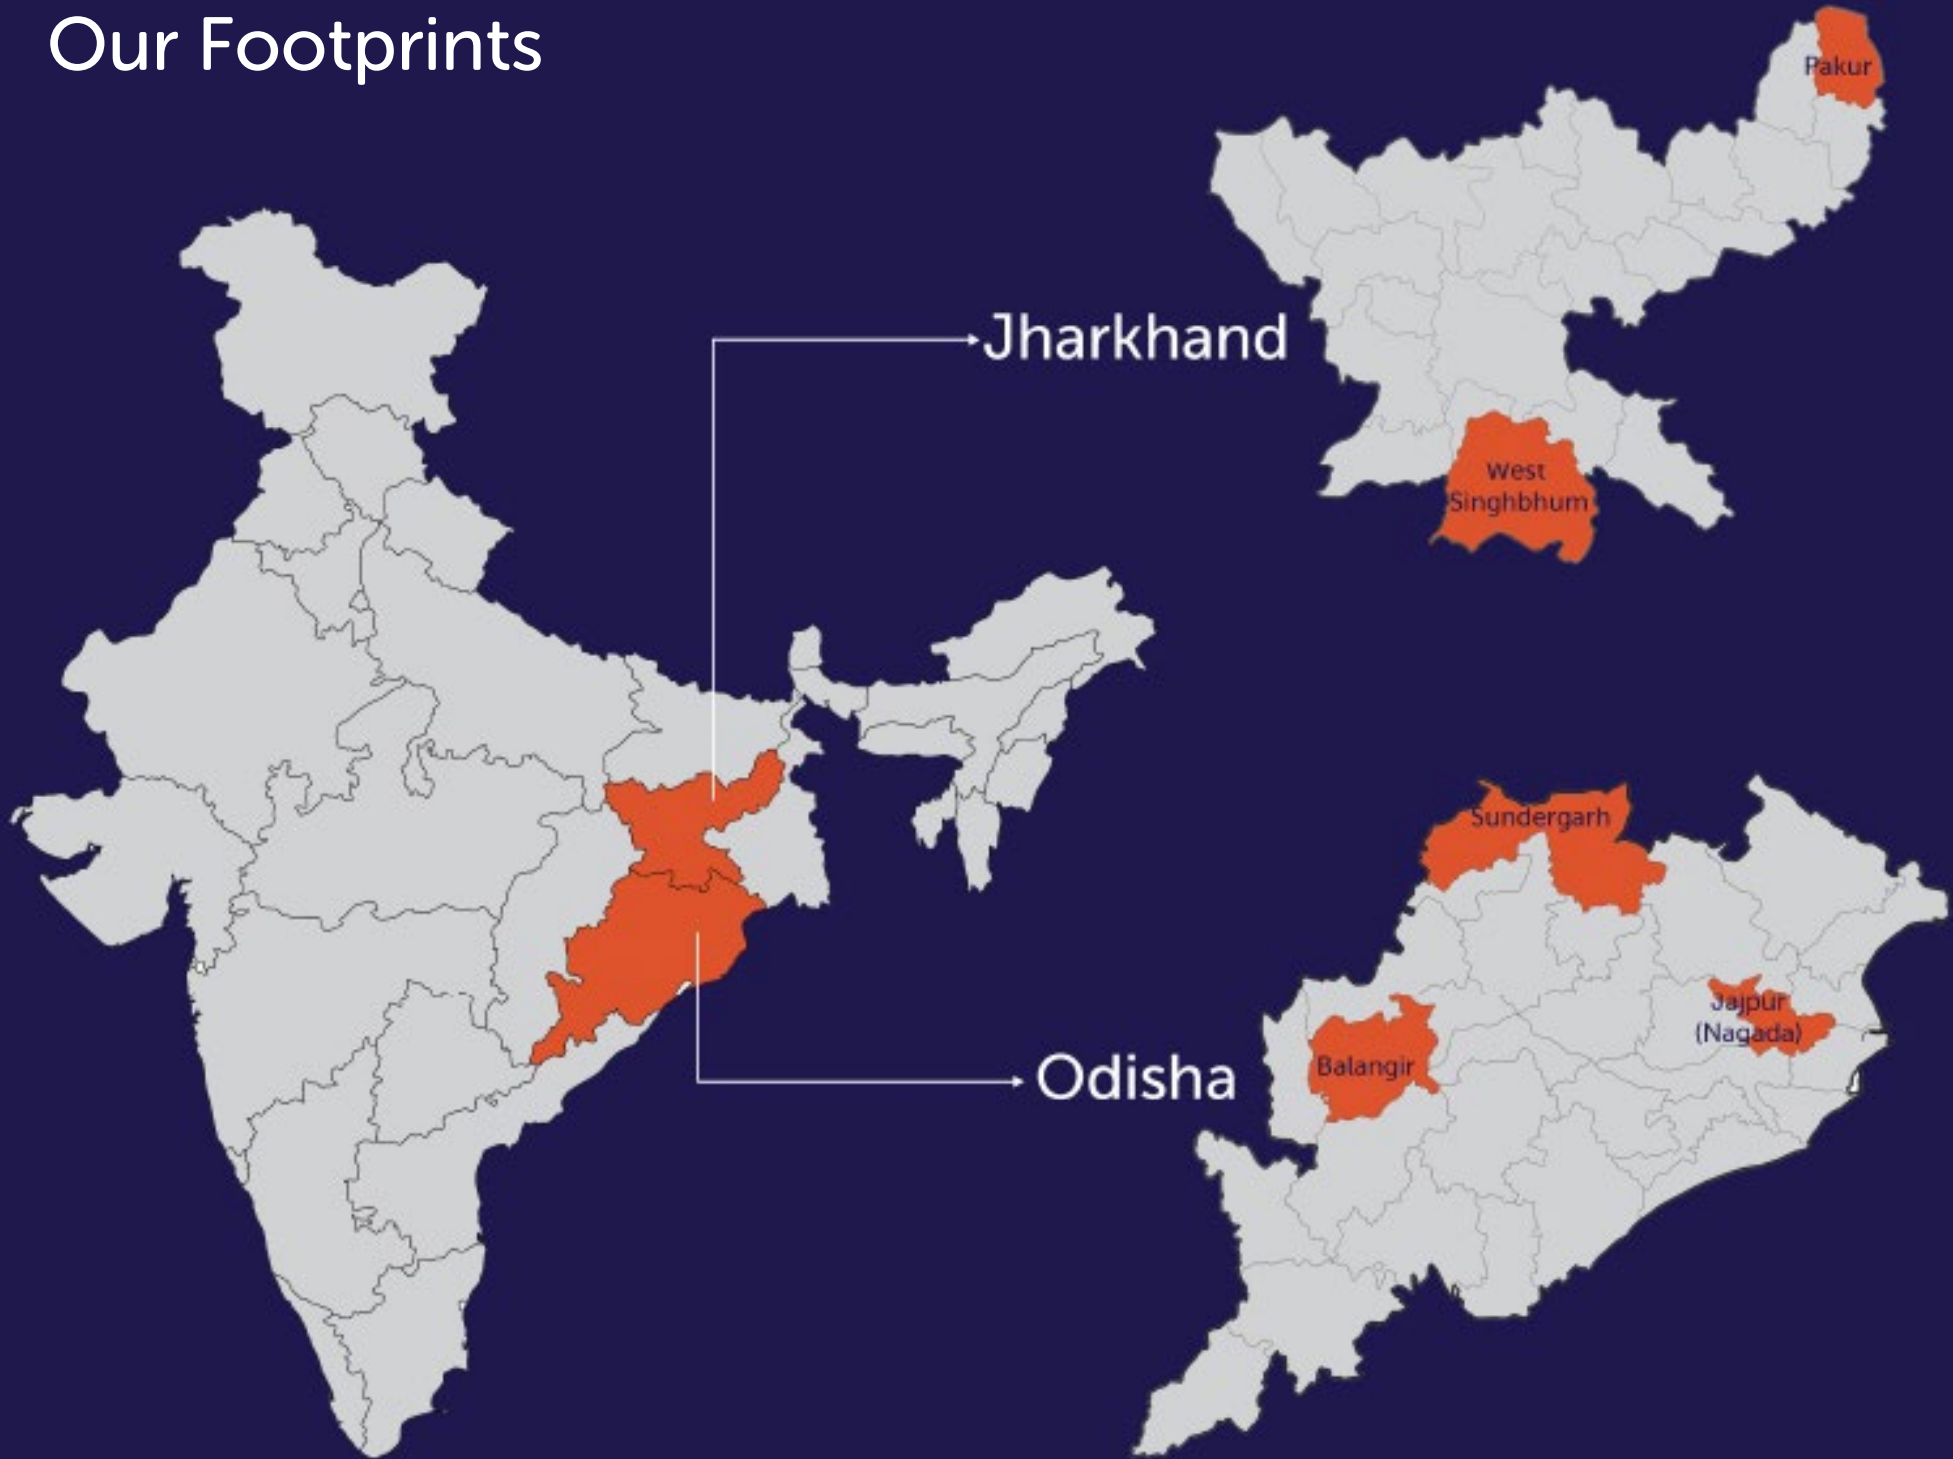 Our Footprints
Pakur
Jharkhand
West
Singhbhum
Sundergarh
Jajpur
(Nagada)
Balangir
Odisha